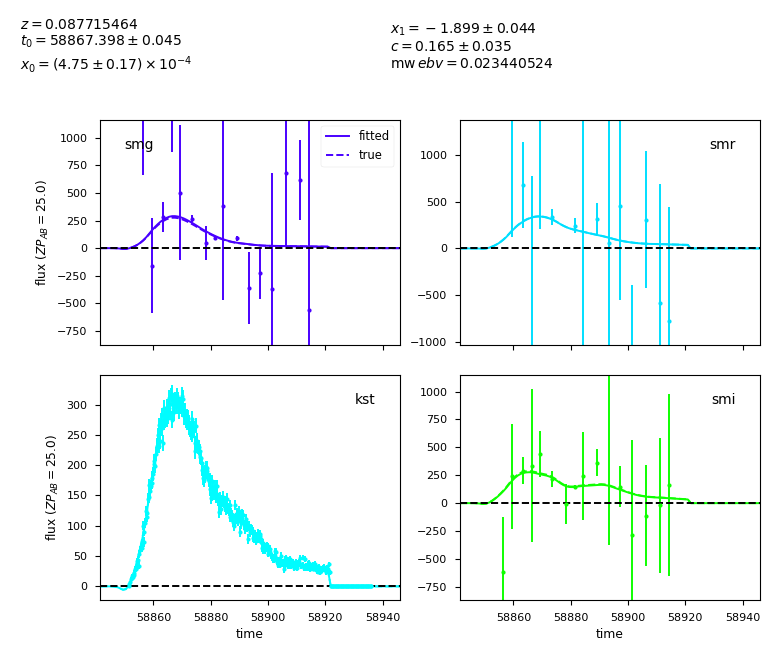 z = 0.087715464
t₀ = 58867.398 ± 0.045
x₀ = (4.75 ± 0.17) × 10⁻⁴
x₁ = −1.899 ± 0.044
c = 0.165 ± 0.035
mw ebv = 0.023440524
smg
fitted
true
1000
750
500
250
0
−250
−500
−750
flux (ZP_AB = 25.0)
smr
1000
500
0
−500
−1000
kst
300
250
200
150
100
50
0
flux (ZP_AB = 25.0)
58860 58880 58900 58920 58940
time
smi
1000
750
500
250
0
−250
−500
−750
58860 58880 58900 58920 58940
time